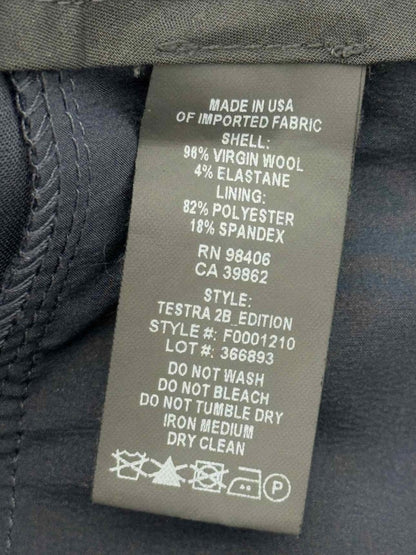 MADE IN USA
OF IMPORTED FABRIC
SHELL:
96% VIRGIN WOOL
4% ELASTANE
LINING:
82% POLYESTER
18% SPANDEX
RN 98406
CA 39862
STYLE:
TESTRA 2B_EDITION
STYLE #: F0001210
LOT #: 366893
DO NOT WASH
DO NOT BLEACH
DO NOT TUMBLE DRY
IRON MEDIUM
DRY CLEAN
P